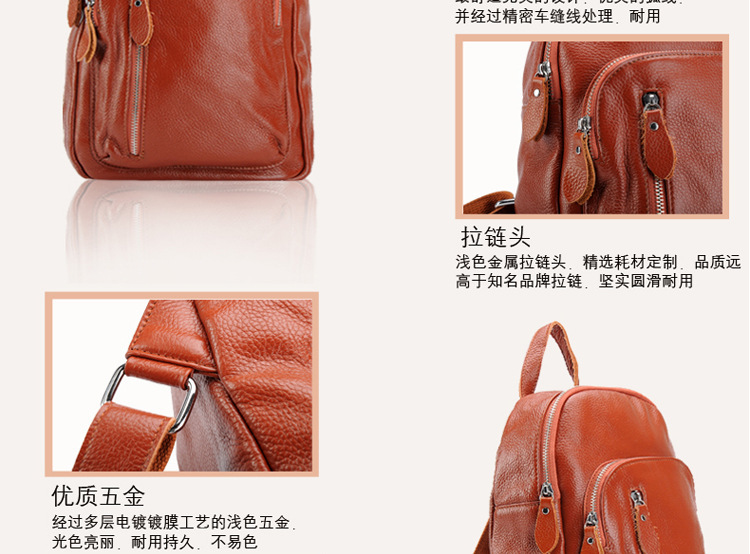 并经过精密车缝线处理，耐用
拉链头
浅色金属拉链头，精选耗材定制，品质远
高于知名品牌拉链，坚实圆滑耐用
优质五金
经过多层电镀镀膜工艺的浅色五金，
光色亮丽，耐用持久，不易色